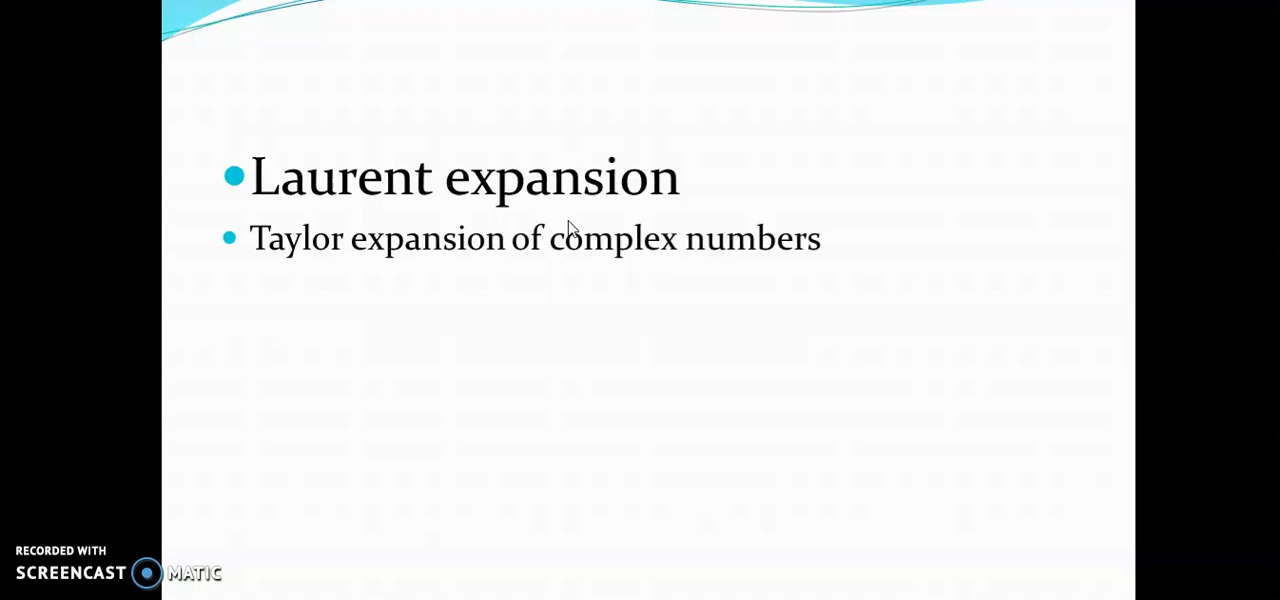 Laurent expansion
Taylor expansion of complex numbers
RECORDED WITH
SCREENCAST MATIC